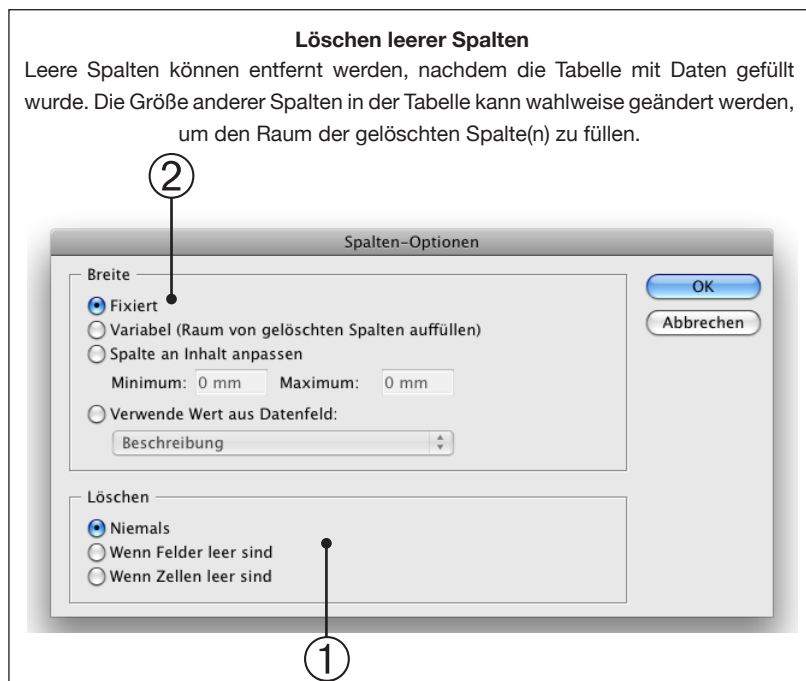 Löschen leerer Spalten
Leere Spalten können entfernt werden, nachdem die Tabelle mit Daten gefüllt
wurde. Die Größe anderer Spalten in der Tabelle kann wahlweise geändert werden,
um den Raum der gelöschten Spalte(n) zu füllen.
2
Spalten-Optionen
Breite
Fixiert
Variabel (Raum von gelöschten Spalten auffüllen)
Spalte an Inhalt anpassen
Minimum: 0 mm Maximum: 0 mm
Verwende Wert aus Datenfeld:
Beschreibung
OK
Abbrechen
Löschen
Niemals
Wenn Felder leer sind
Wenn Zellen leer sind
1